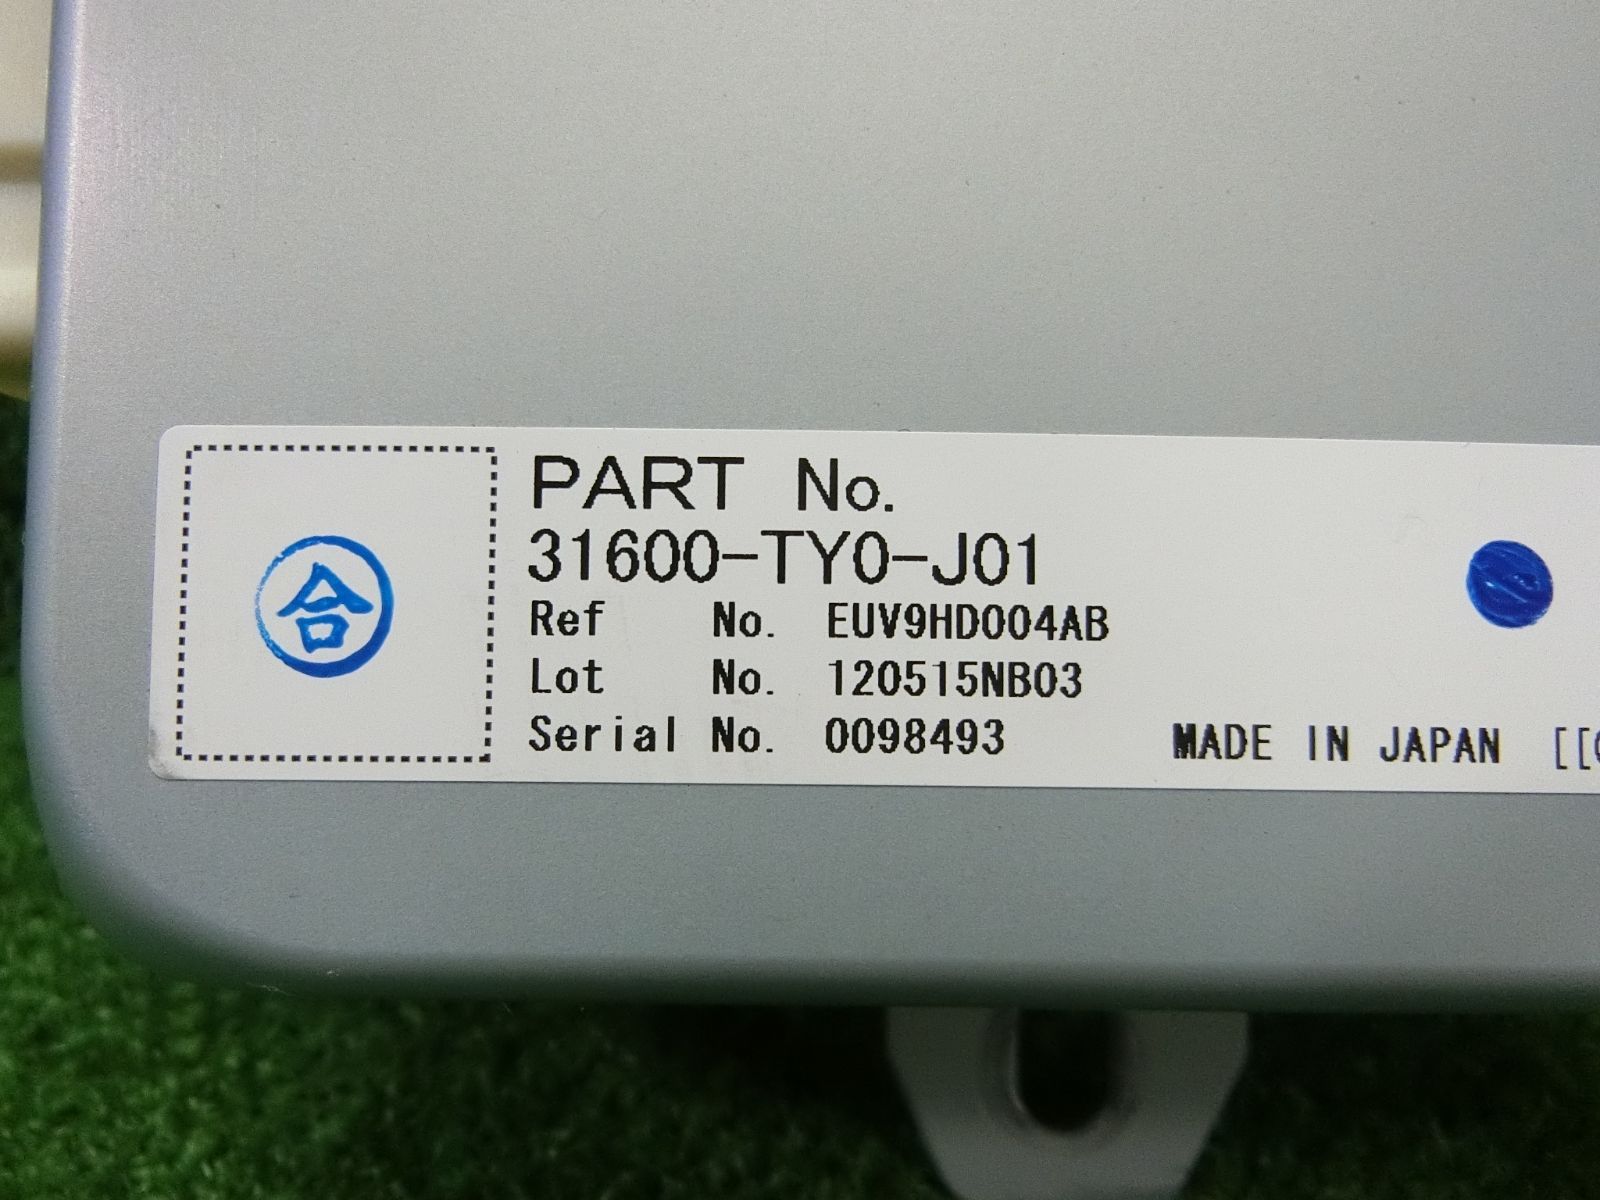 合
PART No.
31600-TY0-J01
Ref No. EUV9HD004AB
Lot No. 120515NB03
Serial No. 0098493
MADE IN JAPAN [[